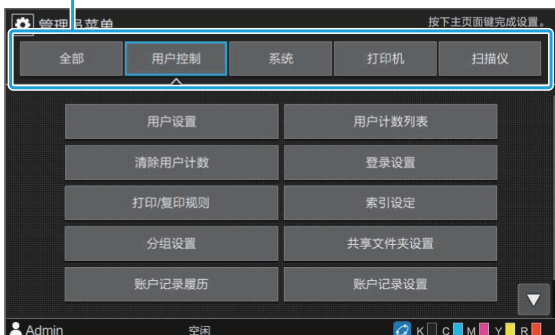 管理员菜单 按下主页面键完成设置。
全部 用户控制 系统 打印机 扫描仪
用户设置 用户计数列表
清除用户计数 登录设置
打印/复印规则 索引设定
分组设置 共享文件夹设置
账户记录履历 账户记录设置
Admin 空闲 K C M Y R